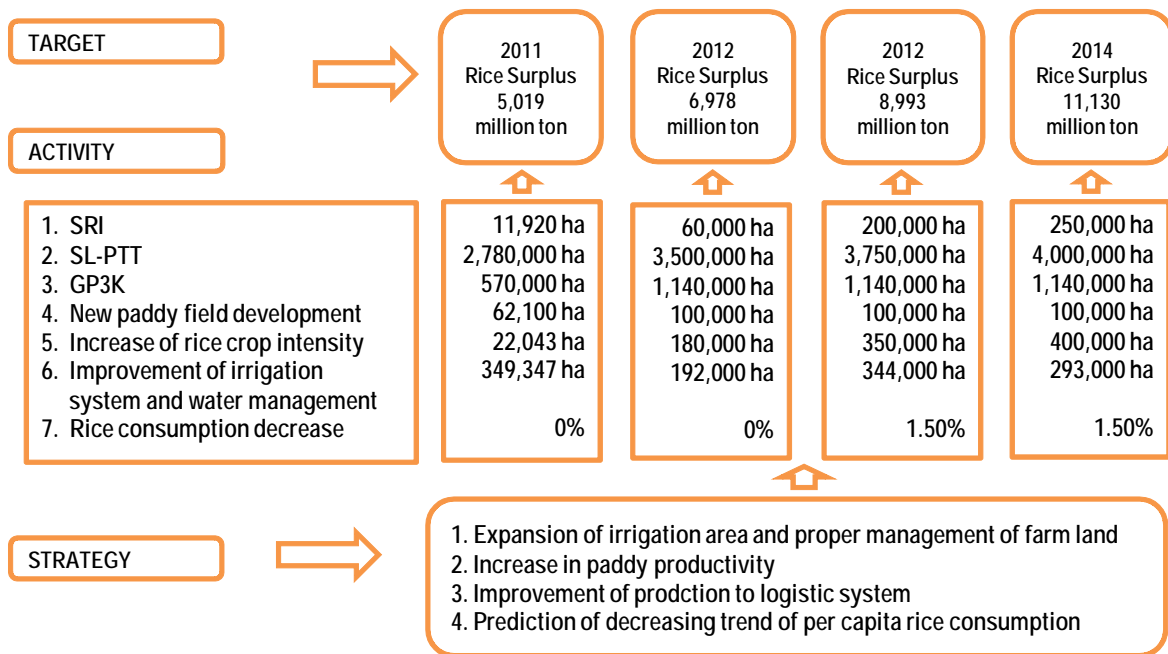 TARGET
2011
Rice Surplus
5,019
million ton
2012
Rice Surplus
6,978
million ton
2012
Rice Surplus
8,993
million ton
2014
Rice Surplus
11,130
million ton
ACTIVITY
1. SRI
2. SL-PTT
3. GP3K
4. New paddy field development
5. Increase of rice crop intensity
6. Improvement of irrigation
system and water management
7. Rice consumption decrease
11,920 ha
2,780,000 ha
570,000 ha
62,100 ha
22,043 ha
349,347 ha
0%
60,000 ha
3,500,000 ha
1,140,000 ha
100,000 ha
180,000 ha
192,000 ha
0%
200,000 ha
3,750,000 ha
1,140,000 ha
100,000 ha
350,000 ha
344,000 ha
1.50%
250,000 ha
4,000,000 ha
1,140,000 ha
100,000 ha
400,000 ha
293,000 ha
1.50%
STRATEGY
1. Expansion of irrigation area and proper management of farm land
2. Increase in paddy productivity
3. Improvement of prodction to logistic system
4. Prediction of decreasing trend of per capita rice consumption